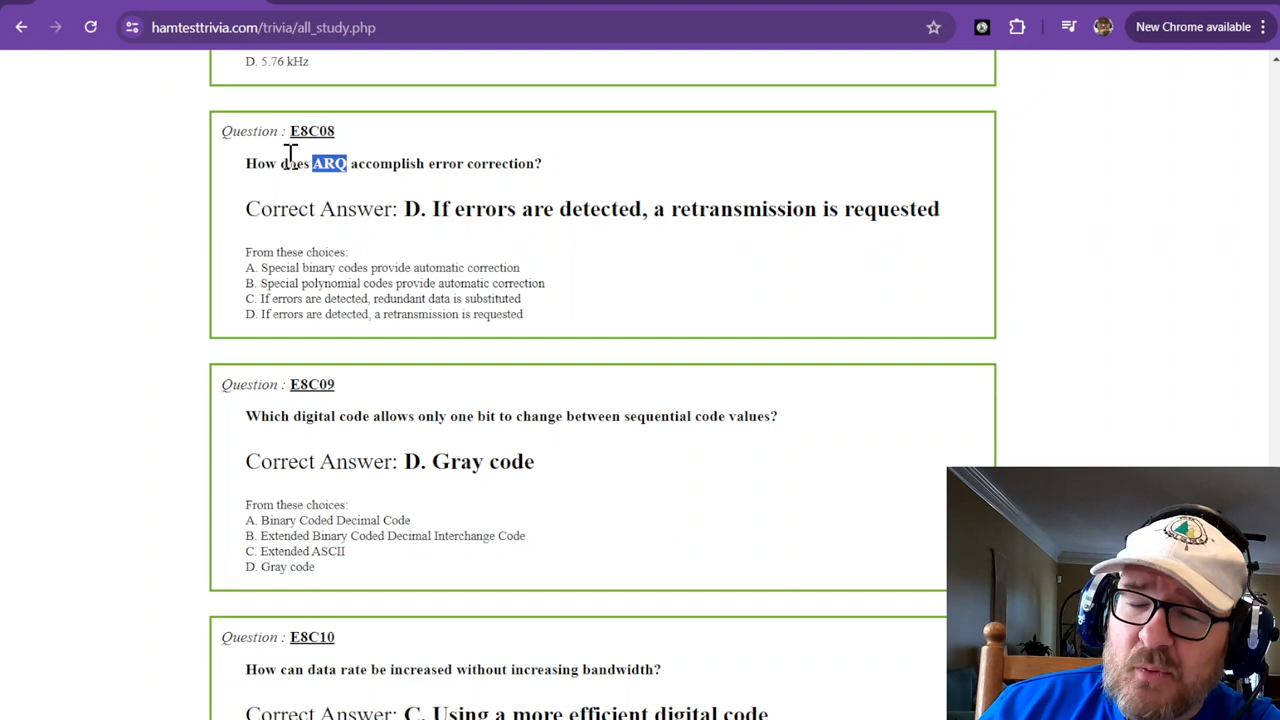 hamtesttrivia.com/trivia/all_study.php
New Chrome available
D. 5.76 kHz
Question : E8C08
How does ARQ accomplish error correction?
Correct Answer: D. If errors are detected, a retransmission is requested
From these choices:
A. Special binary codes provide automatic correction
B. Special polynomial codes provide automatic correction
C. If errors are detected, redundant data is substituted
D. If errors are detected, a retransmission is requested
Question : E8C09
Which digital code allows only one bit to change between sequential code values?
Correct Answer: D. Gray code
From these choices:
A. Binary Coded Decimal Code
B. Extended Binary Coded Decimal Interchange Code
C. Extended ASCII
D. Gray code
Question : E8C10
How can data rate be increased without increasing bandwidth?
Correct Answer: C. Using a more efficient digital code